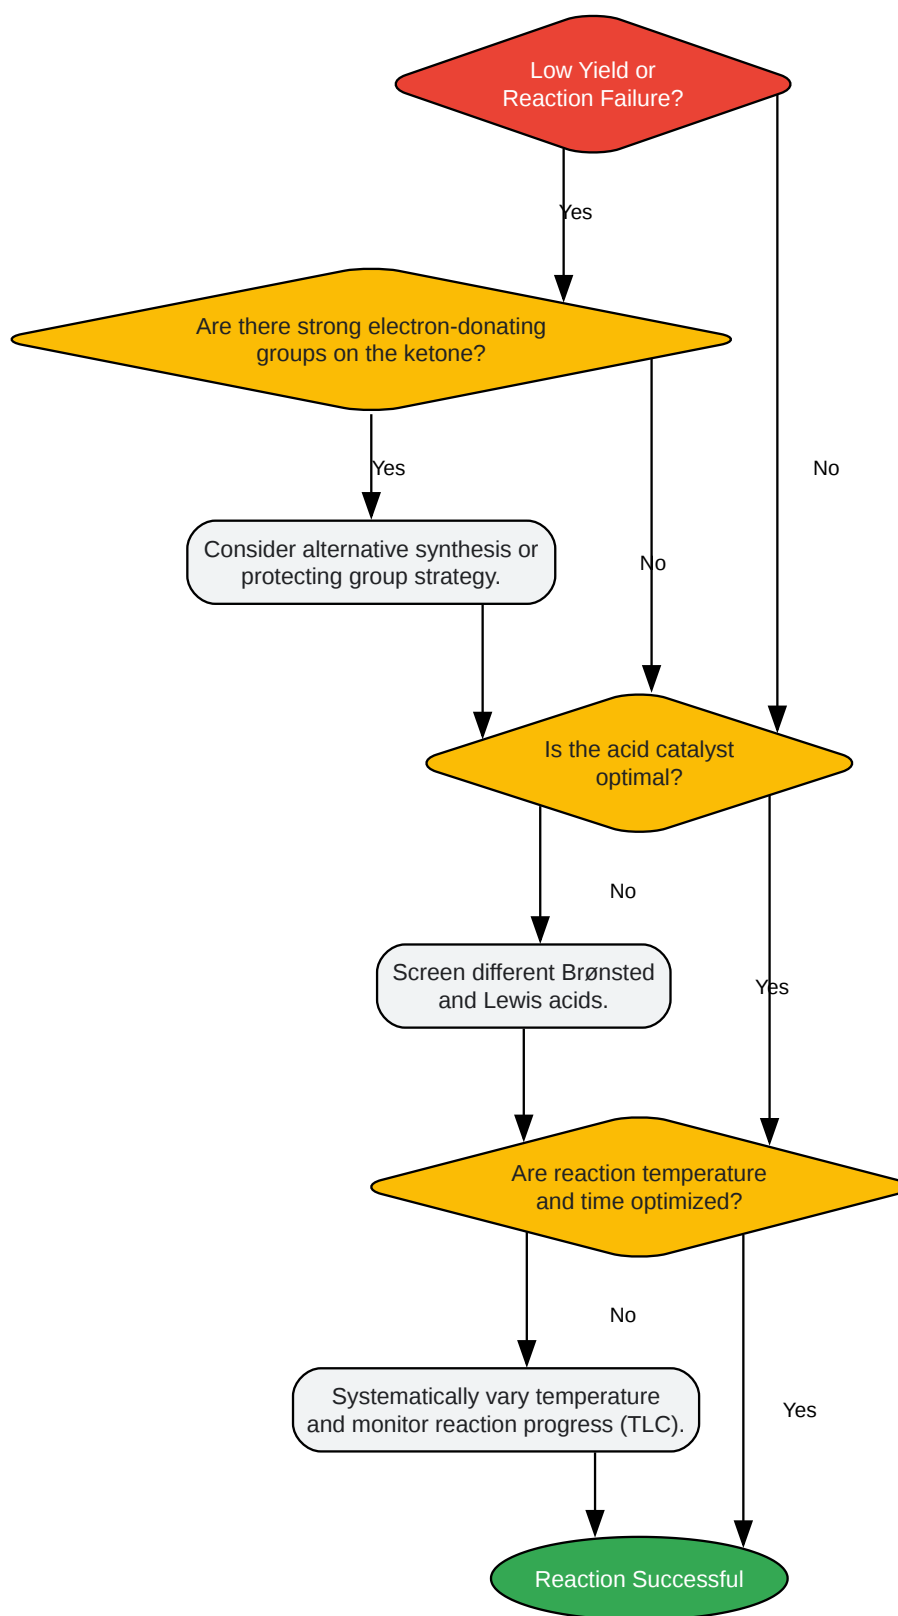 Low Yield or
Reaction Failure?
Yes
Are there strong electron-donating
groups on the ketone?
Yes
No
Consider alternative synthesis or
protecting group strategy.
No
Is the acid catalyst
optimal?
No
Screen different Brønsted
and Lewis acids.
Yes
Are reaction temperature
and time optimized?
No
Systematically vary temperature
and monitor reaction progress (TLC).
Yes
Reaction Successful